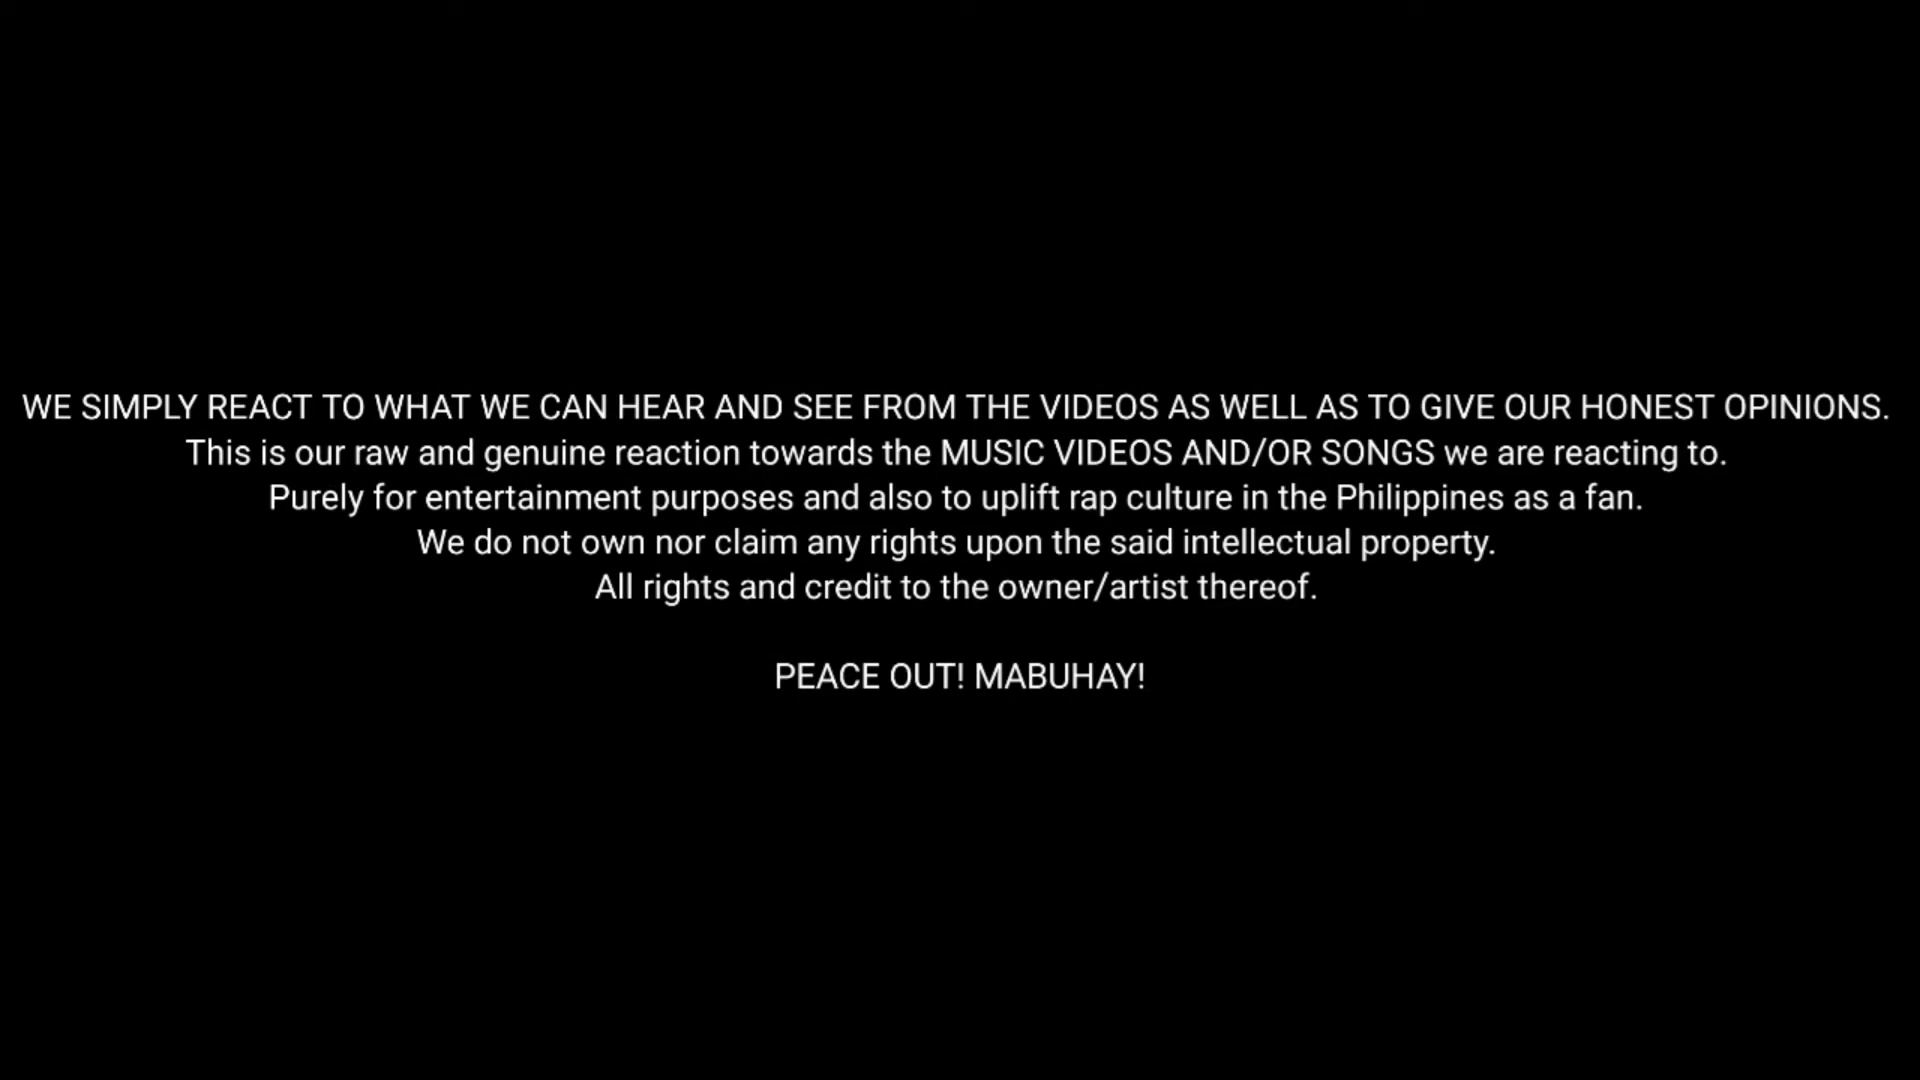 WE SIMPLY REACT TO WHAT WE CAN HEAR AND SEE FROM THE VIDEOS AS WELL AS TO GIVE OUR HONEST OPINIONS.
This is our raw and genuine reaction towards the MUSIC VIDEOS AND/OR SONGS we are reacting to.
Purely for entertainment purposes and also to uplift rap culture in the Philippines as a fan.
We do not own nor claim any rights upon the said intellectual property.
All rights and credit to the owner/artist thereof.
PEACE OUT! MABUHAY!